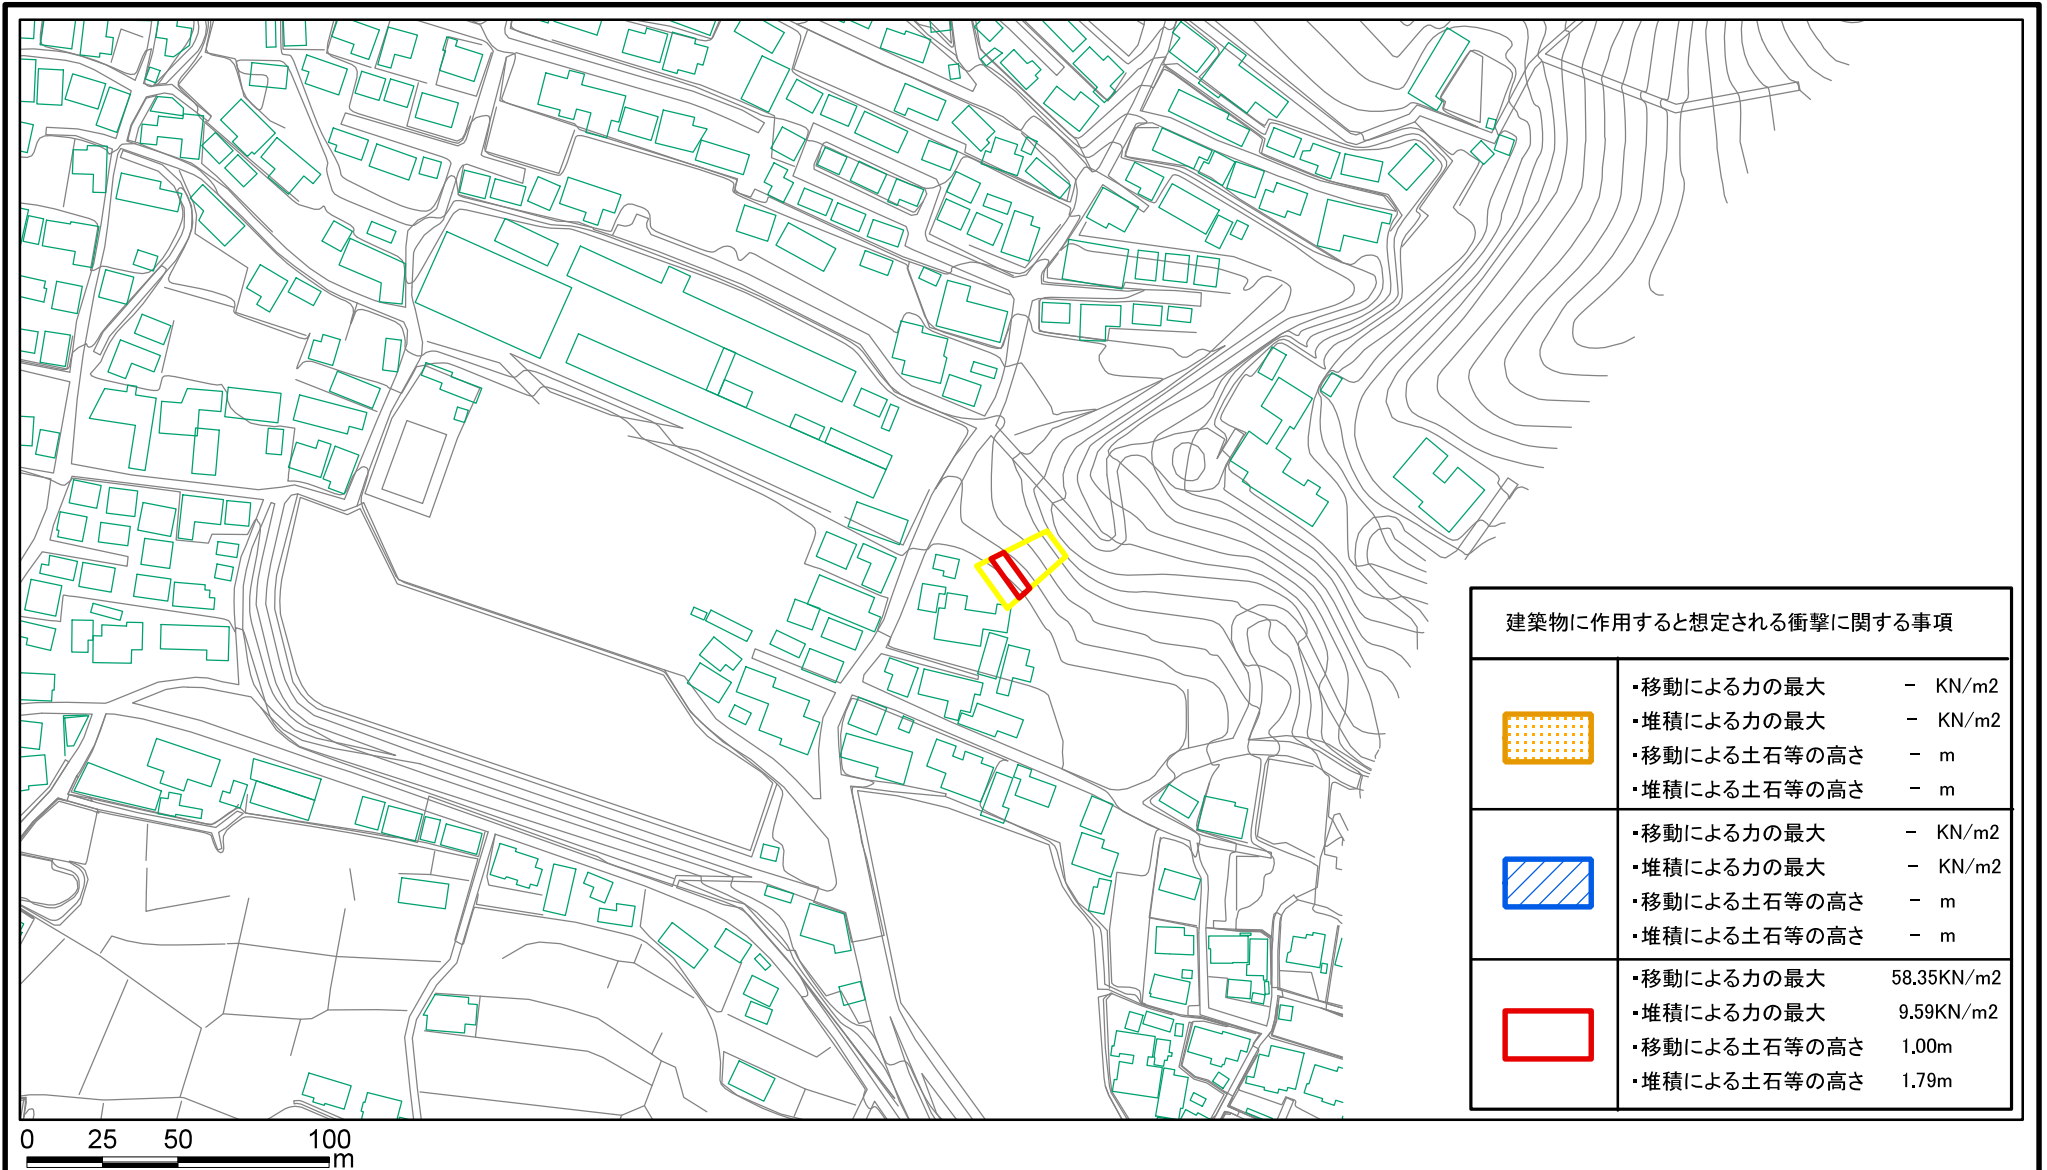 建築物に作用すると想定される衝撃に関する事項
・移動による力の最大 － KN/m2
・堆積による力の最大 － KN/m2
・移動による土石等の高さ － m
・堆積による土石等の高さ － m
・移動による力の最大 － KN/m2
・堆積による力の最大 － KN/m2
・移動による土石等の高さ － m
・堆積による土石等の高さ － m
・移動による力の最大 58.35KN/m2
・堆積による力の最大 9.59KN/m2
・移動による土石等の高さ 1.00m
・堆積による土石等の高さ 1.79m
0 25 50 100
m